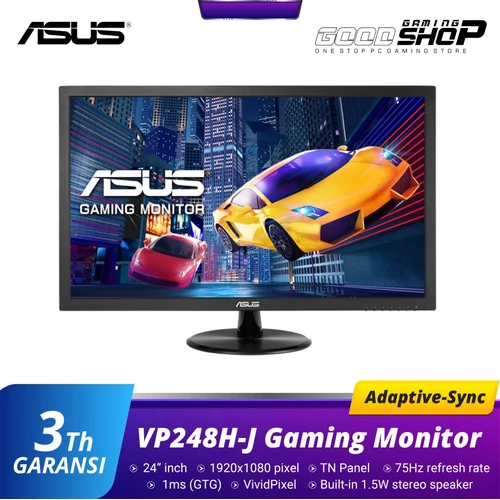 ASUS®
GAMING
GOOD SHOP
ONE STOP PC GAMING STORE
ASUS
GAMING MONITOR
ASUS
Adaptive-Sync
3Th
GARANSI
VP248H-J Gaming Monitor
• 24” inch • 1920x1080 pixel • TN Panel • 75Hz refresh rate
• 1ms (GTG) • VividPixel • Built-in 1.5W stereo speaker